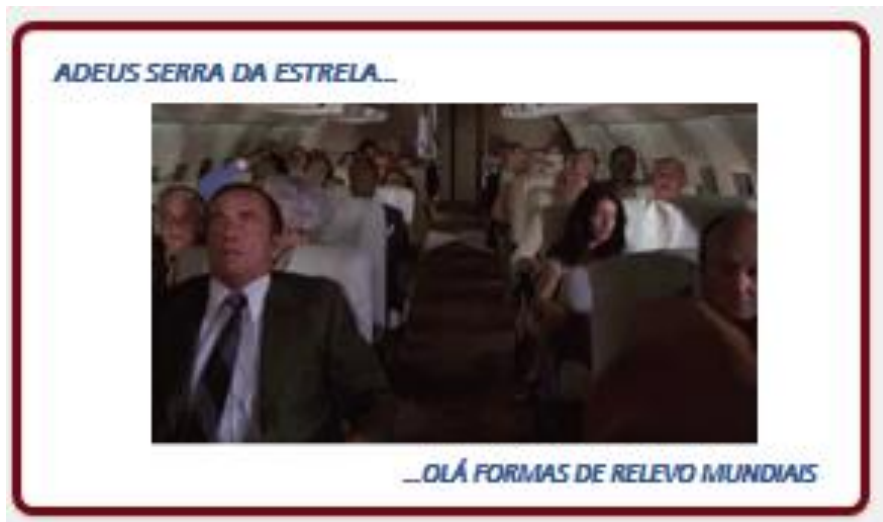 ADEUS SERRA DA ESTRELA...
...OLÁ FORMAS DE RELEVO MUNDIAIS